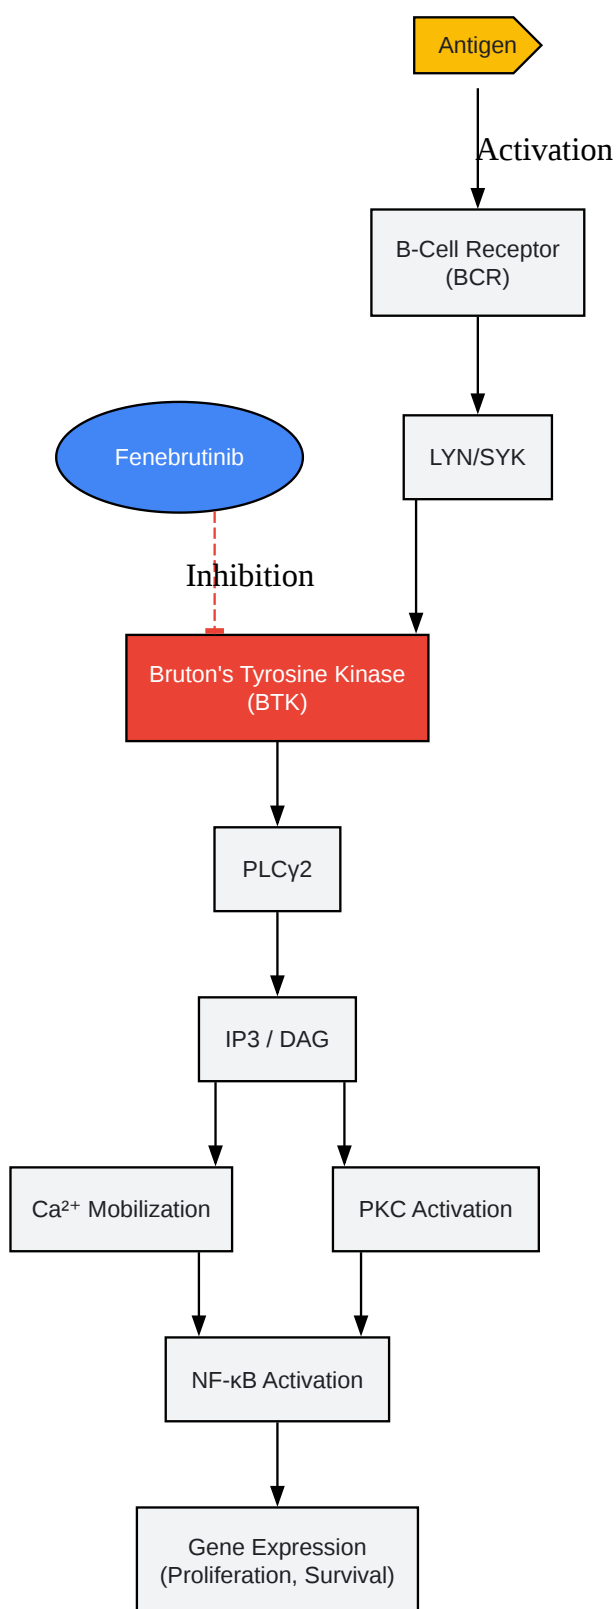 Antigen
Activation
B-Cell Receptor
(BCR)
Fenebrutinib
LYN/SYK
Inhibition
Bruton's Tyrosine Kinase
(BTK)
PLCγ2
IP3 / DAG
Ca²⁺ Mobilization
PKC Activation
NF-κB Activation
Gene Expression
(Proliferation, Survival)